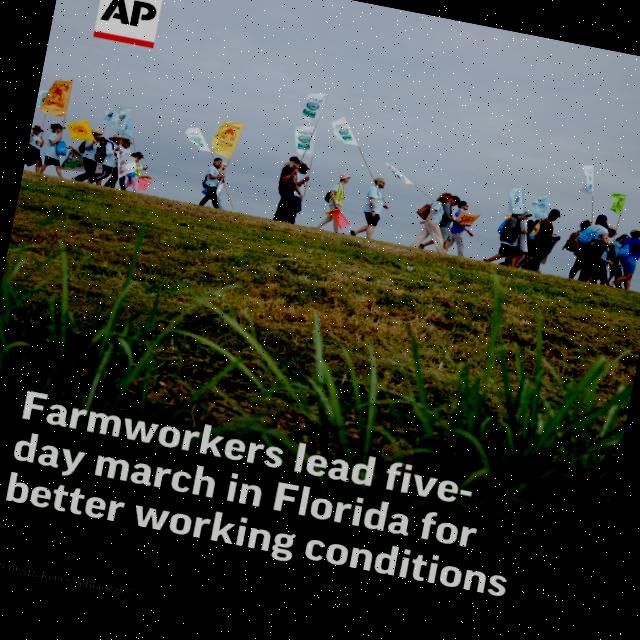 AP
Farmworkers lead five-
day march in Florida for
better working conditions